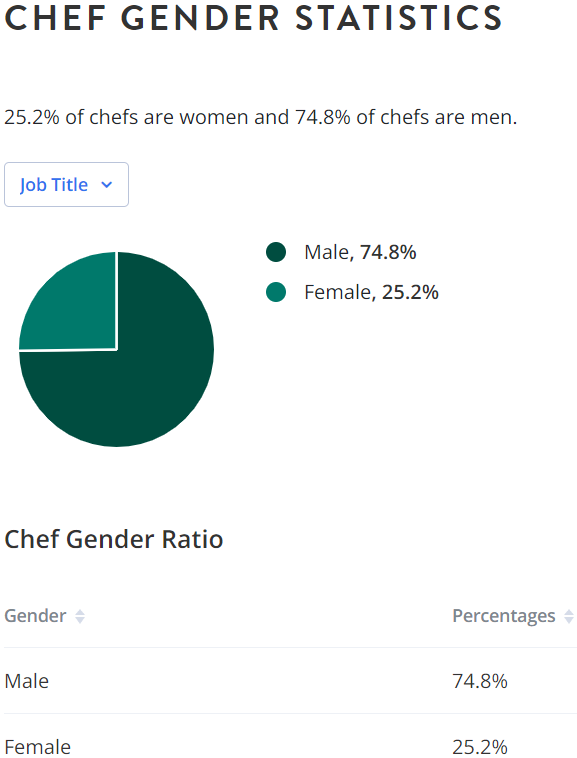 CHEF GENDER STATISTICS
25.2% of chefs are women and 74.8% of chefs are men.
Job Title
Male, 74.8%
Female, 25.2%
Chef Gender Ratio
Gender Percentages
Male 74.8%
Female 25.2%